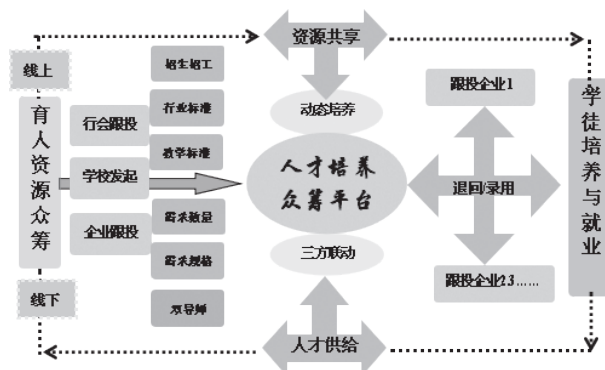 资源共享
线上
招生招工
跟投企业1
动态培养
行业标准
育人资源众筹
行会跟投
教学标准
学徒培养与就业
人才培养
众筹平台
学校发起
退回/录用
需求数量
企业跟投
三方联动
需求规格
跟投企业23......
线下
双导师
人才供给